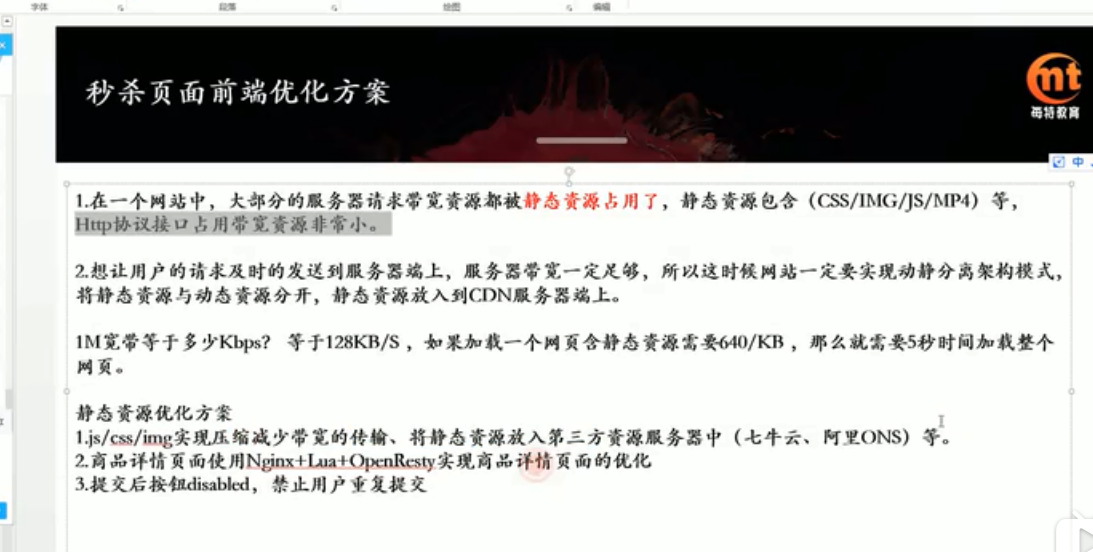 字体
段落
绘图
编辑
秒杀页面前端优化方案
mt
每特教育
中
1.在一个网站中，大部分的服务器请求带宽资源都被静态资源占用了，静态资源包含（CSS/IMG/JS/MP4）等，
Http协议接口占用带宽资源非常小。
2.想让用户的请求及时的发送到服务器端上，服务器带宽一定足够，所以这时候网站一定要实现动静分离架构模式，
将静态资源与动态资源分开，静态资源放入到CDN服务器端上。
1M宽带等于多少Kbps？ 等于128KB/S ，如果加载一个网页含静态资源需要640/KB ，那么就需要5秒时间加载整个
网页。
静态资源优化方案
1.js/css/img实现压缩减少带宽的传输、将静态资源放入第三方资源服务器中（七牛云、阿里ONS）等。
2.商品详情页面使用Nginx+Lua+OpenResty实现商品详情页面的优化
3.提交后按钮disabled，禁止用户重复提交